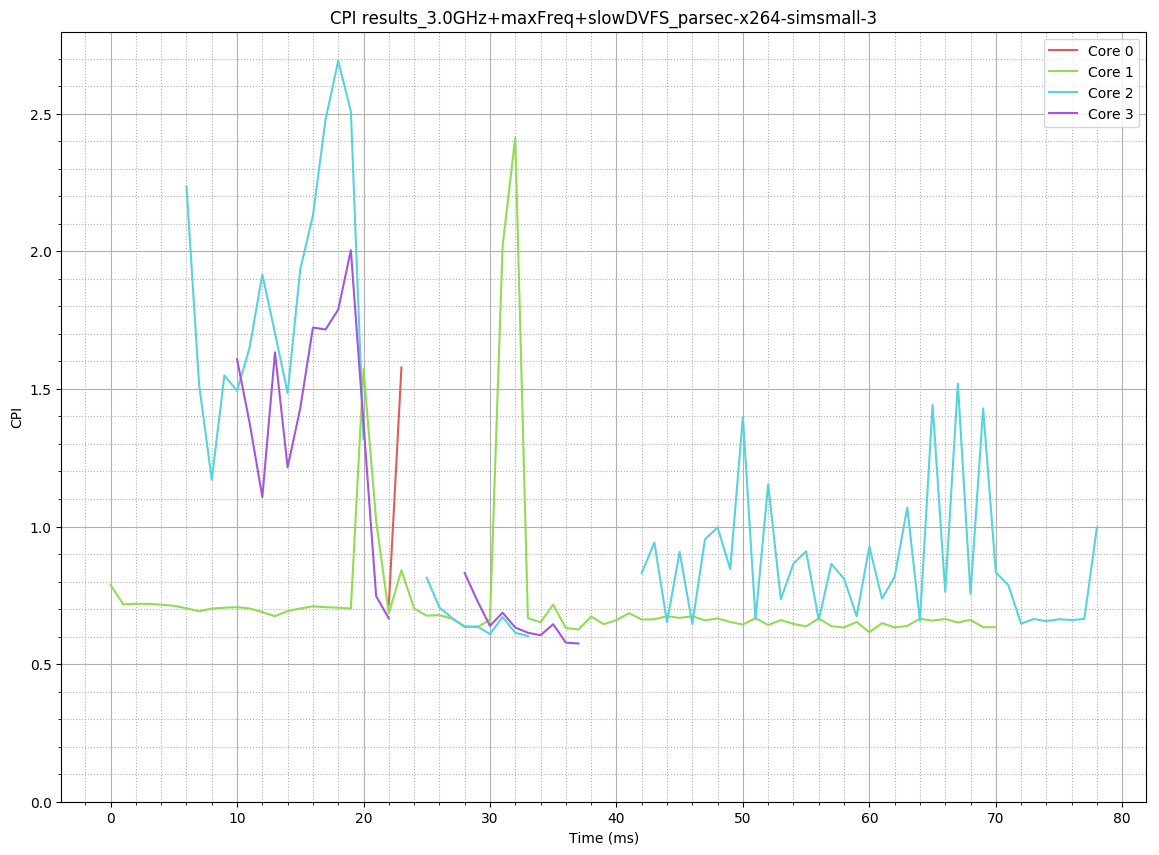 CPI results_3.0GHz+maxFreq+slowDVFS_parsec-x264-simsmall-3
Core 0
Core 1
Core 2
Core 3
CPI
2.5
2.0
1.5
1.0
0.5
0.0
0 10 20 30 40 50 60 70 80
Time (ms)